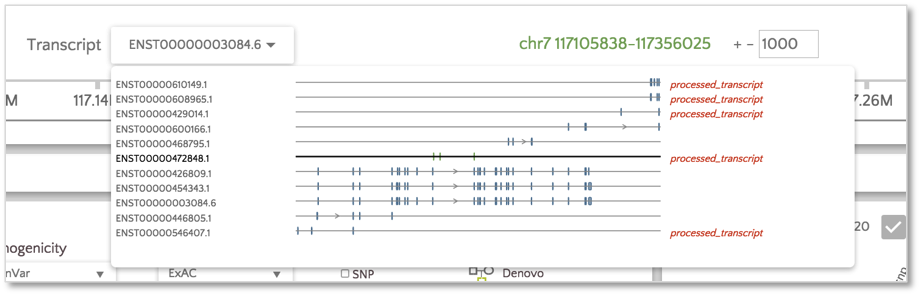 Transcript ENST00000003084.6 chr7 117105838-117356025 + - 1000
ENST00000610149.1 processed_transcript
M 117.14 7.26M
ENST00000608965.1 processed_transcript
ENST00000429014.1 processed_transcript
ENST00000600166.1
ENST00000468795.1
ENST00000472848.1 processed_transcript
ENST00000426809.1
ENST00000454343.1
ENST00000003084.6
ENST00000446805.1
ENST00000546407.1 processed_transcript
20
nogenicity
nVar ExAC SNP Denovo